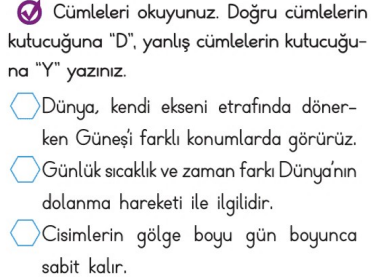 Cümleleri okuyunuz. Doğru cümlelerin
kutucuğuna "D", yanlış cümlelerin kutucuğu-
na "Y" yazınız.
Dünya, kendi ekseni etrafında döner-
ken Güneş'i farklı konumlarda görürüz.
Günlük sıcaklık ve zaman farkı Dünya'nın
dolanma hareketi ile ilgilidir.
Cisimlerin gölge boyu gün boyunca
sabit kalır.